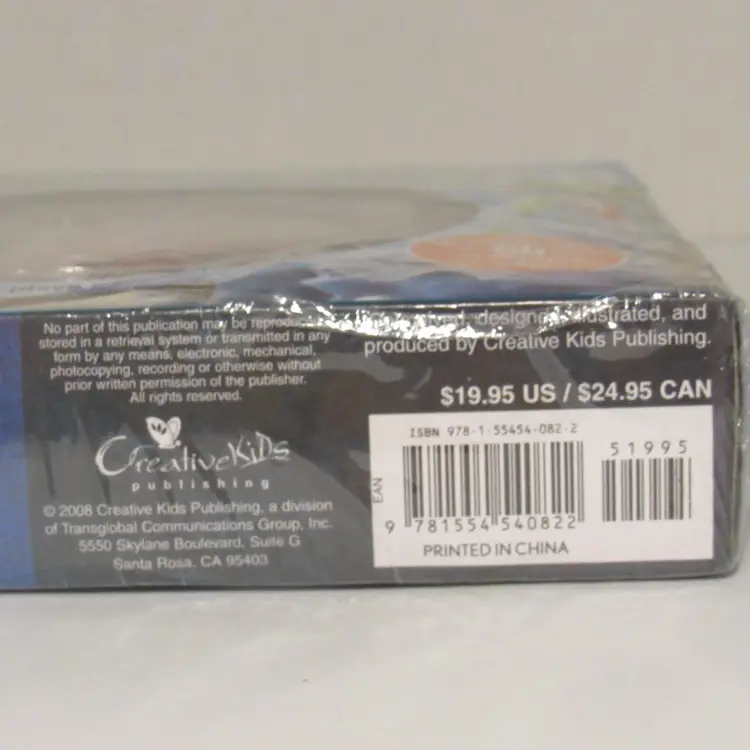 No part of this publication may be reproduced
stored in a retrieval system or transmitted in any
form by any means, electronic, mechanical,
photocopying, recording or otherwise without
prior written permission of the publisher.
All rights reserved.
CreativeKiDs
publishing
© 2008 Creative Kids Publishing, a division
of Transglobal Communications Group, Inc.
5550 Skylane Boulevard, Suite G
Santa Rosa, CA 95403
designed, illustrated, and
produced by Creative Kids Publishing.
$19.95 US / $24.95 CAN
ISBN 978-1-55454-082-2
51995
EAN
9 781554 540822
PRINTED IN CHINA